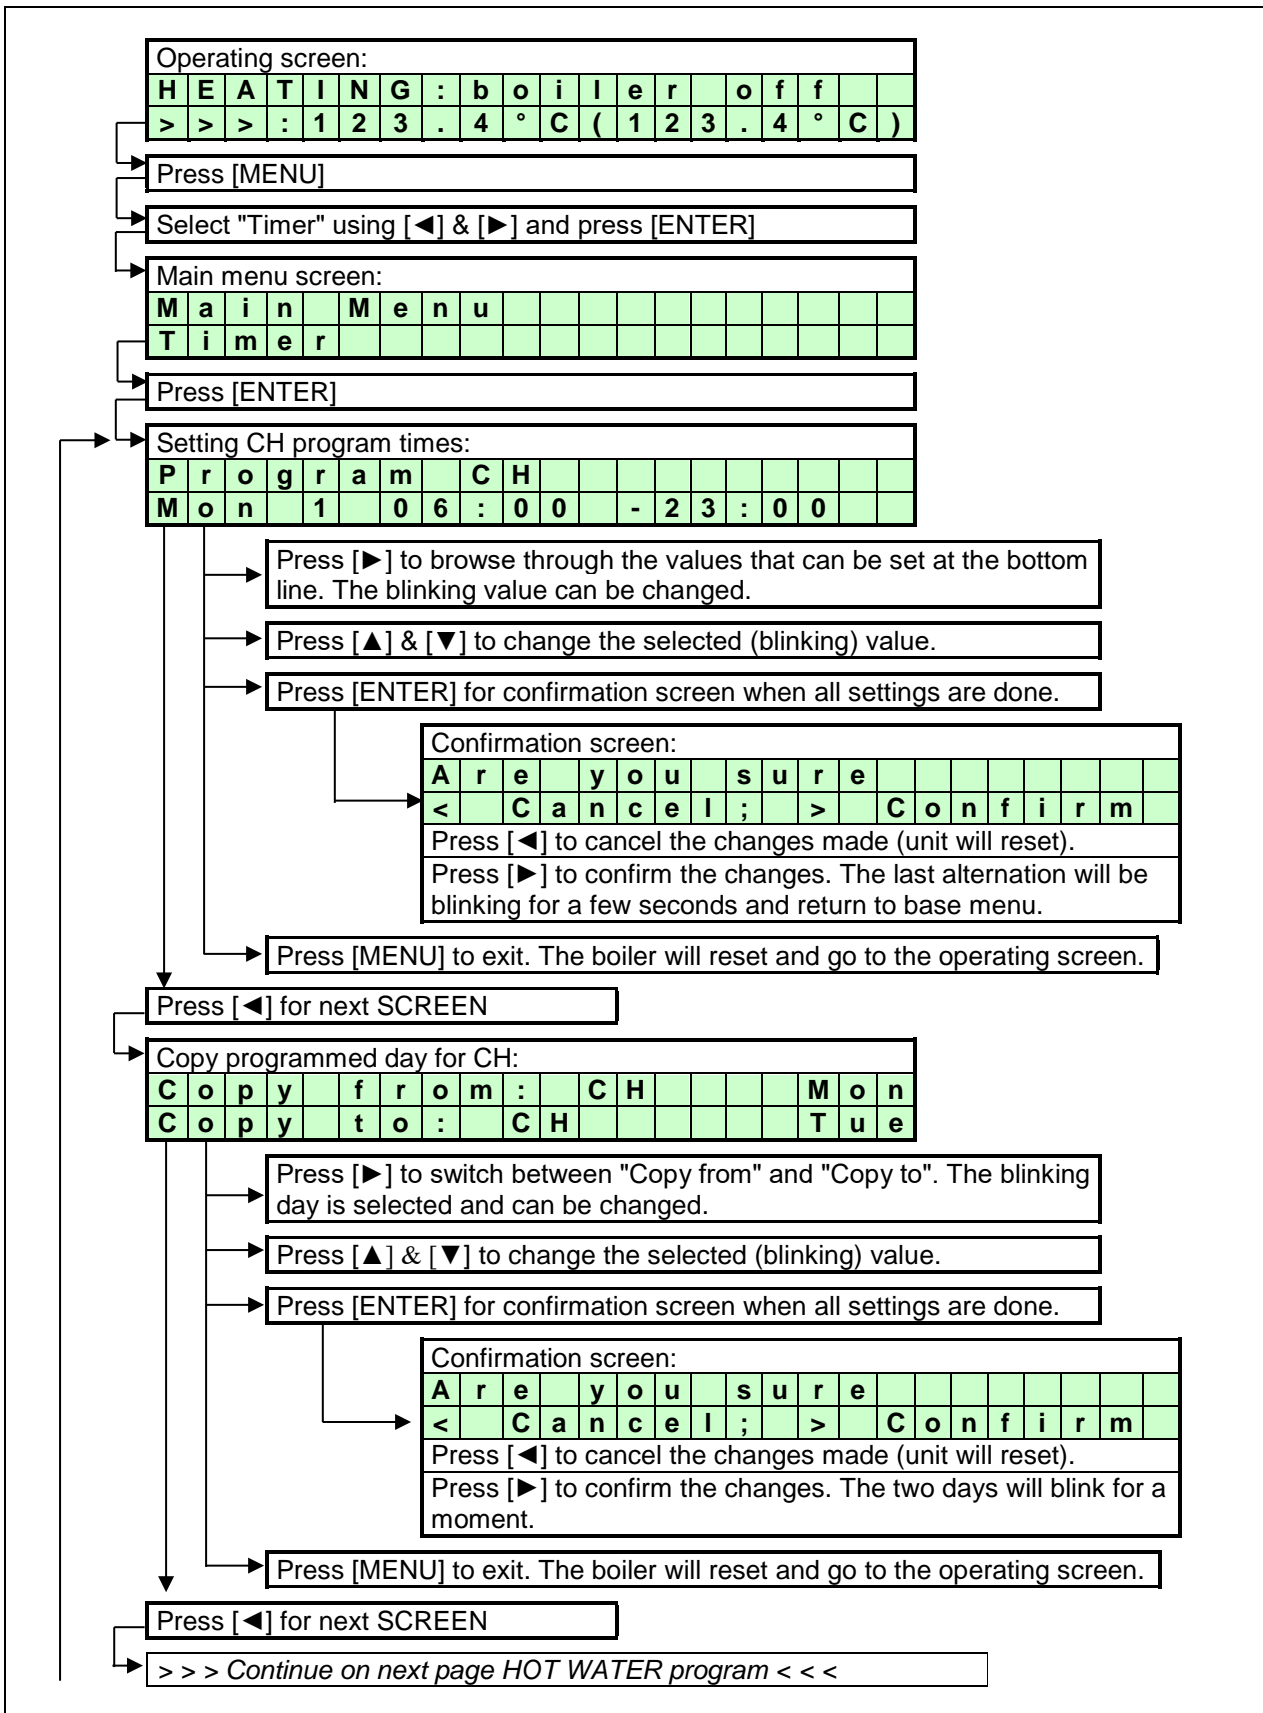 Operating screen:
HEATING:boiler off
>>>:123.4°C(123.4°C)
Press [MENU]
Select "Timer" using [◄] & [►] and press [ENTER]
Main menu screen:
Main Menu
Timer
Press [ENTER]
Setting CH program times:
Program CH
Mon 1 06:00 -23:00
Press [►] to browse through the values that can be set at the bottom
line. The blinking value can be changed.
Press [▲] & [▼] to change the selected (blinking) value.
Press [ENTER] for confirmation screen when all settings are done.
Confirmation screen:
Are you sure
< Cancel; > Confirm
Press [◄] to cancel the changes made (unit will reset).
Press [►] to confirm the changes. The last alternation will be
blinking for a few seconds and return to base menu.
Press [MENU] to exit. The boiler will reset and go to the operating screen.
Press [◄] for next SCREEN
Copy programmed day for CH:
Copy from: CH Mon
Copy to: CH Tue
Press [►] to switch between "Copy from" and "Copy to". The blinking
day is selected and can be changed.
Press [▲] & [▼] to change the selected (blinking) value.
Press [ENTER] for confirmation screen when all settings are done.
Confirmation screen:
Are you sure
< Cancel; > Confirm
Press [◄] to cancel the changes made (unit will reset).
Press [►] to confirm the changes. The two days will blink for a
moment.
Press [MENU] to exit. The boiler will reset and go to the operating screen.
Press [◄] for next SCREEN
> > > Continue on next page HOT WATER program < < <